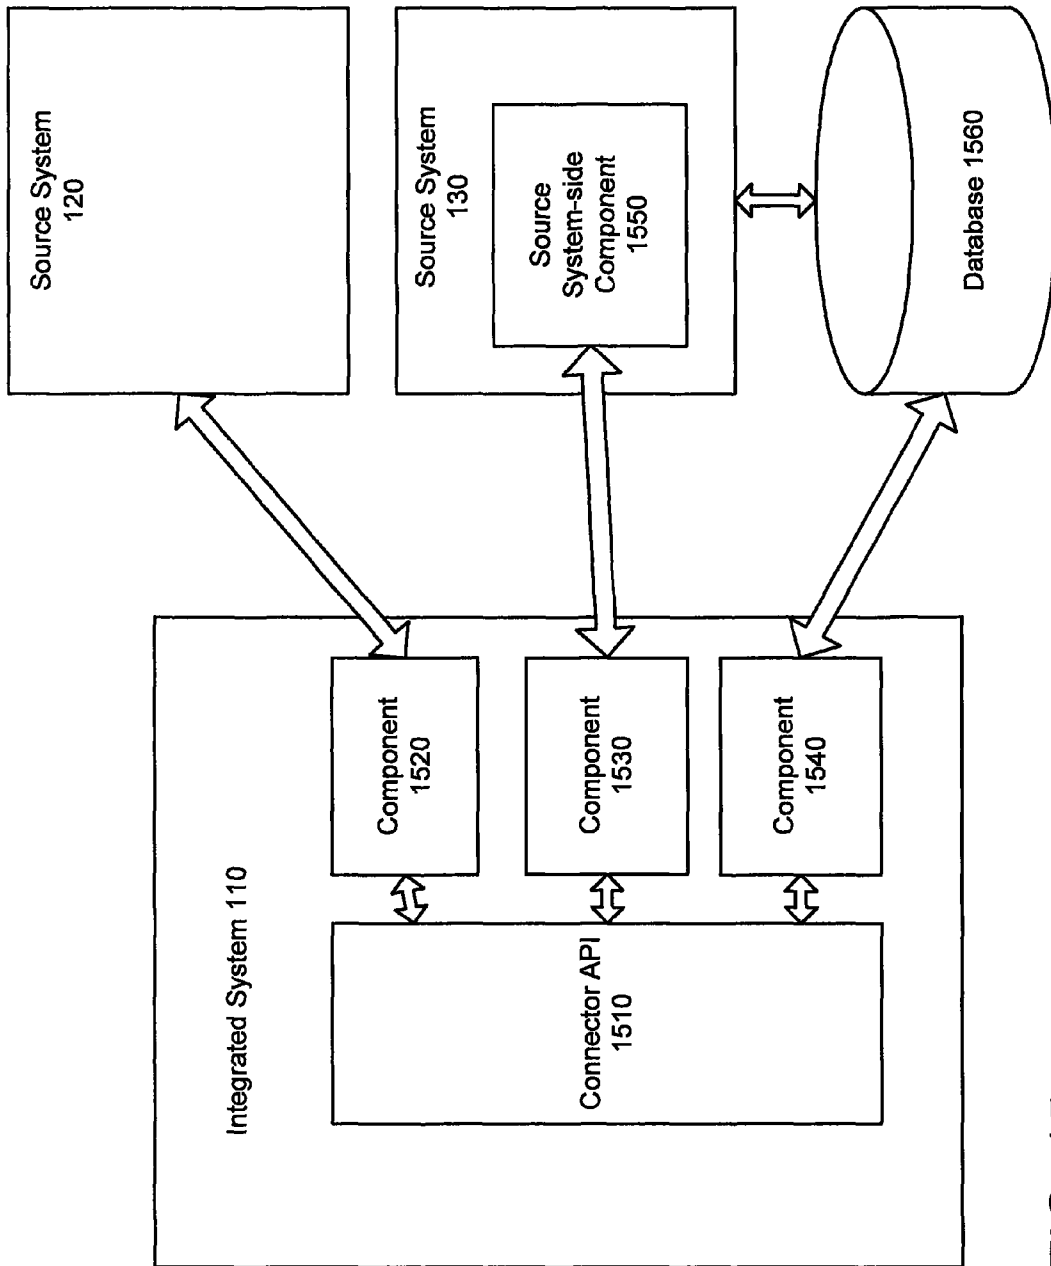 Integrated System 110
Connector API
1510
Component
1520
Component
1530
Component
1540
Source System
120
Source System
130
Source
System-side
Component
1550
Database 1560